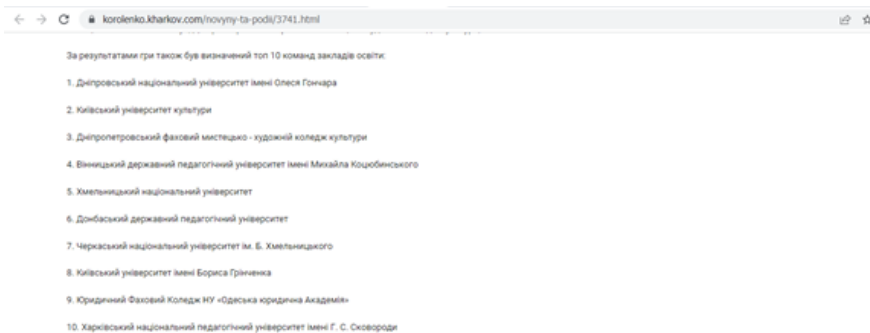 korolenko.kharkov.com/novyny-ta-podii/3741.html
За результатами гри також був визначений топ 10 команд закладів освіти:
1. Дніпровський національний університет імені Олеся Гончара
2. Київський університет культури
3. Дніпропетровський фаховий мистецько - художній коледж культури
4. Вінницький державний педагогічний університет імені Михайла Коцюбинського
5. Хмельницький національний університет
6. Донбаський державний педагогічний університет
7. Черкаський національний університет ім. Б. Хмельницького
8. Київський університет імені Бориса Грінченка
9. Юридичний Фаховий Коледж НУ «Одеська юридична Академія»
10. Харківський національний педагогічний університет імені Г. С. Сковороди